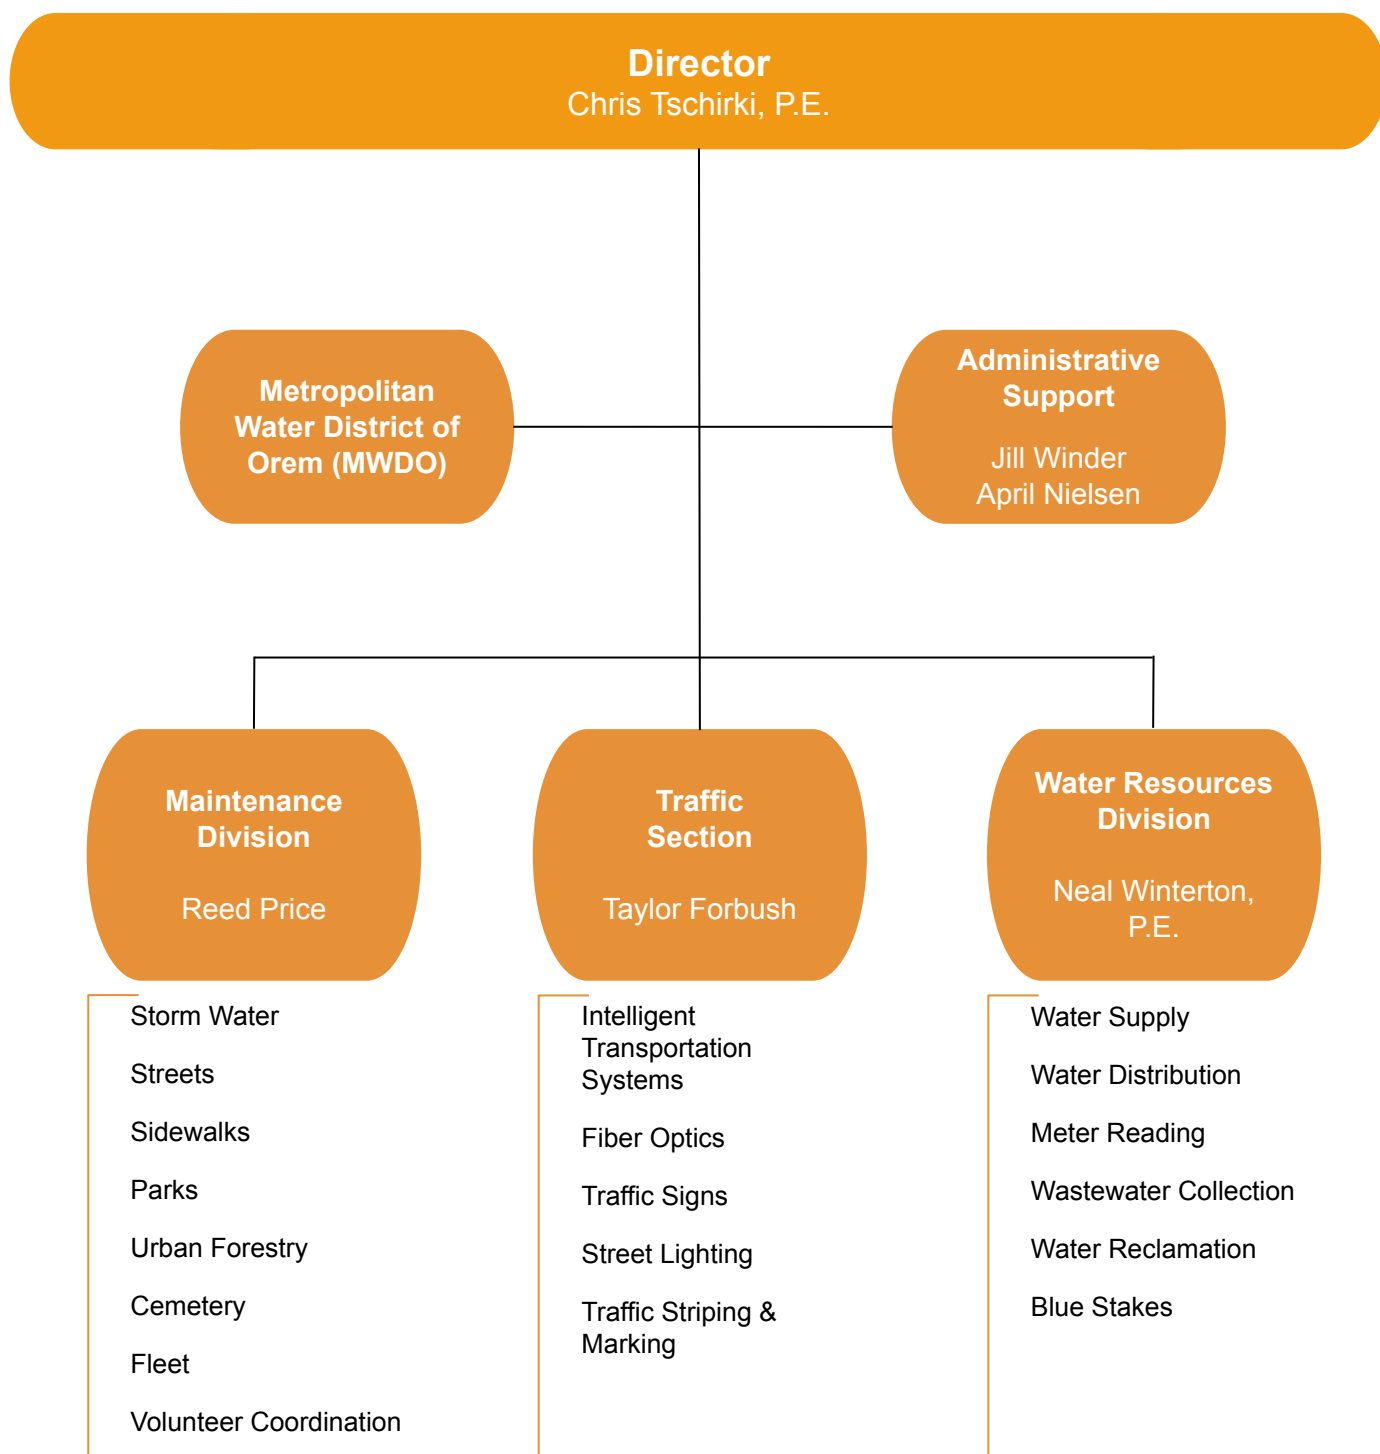 Director
Chris Tschirki, P.E.
Metropolitan
Water District of
Orem (MWDO)
Administrative
Support
Jill Winder
April Nielsen
Maintenance
Division
Reed Price
Traffic
Section
Taylor Forbush
Water Resources
Division
Neal Winterton,
P.E.
Storm Water
Streets
Sidewalks
Parks
Urban Forestry
Cemetery
Fleet
Volunteer Coordination
Intelligent
Transportation
Systems
Fiber Optics
Traffic Signs
Street Lighting
Traffic Striping &
Marking
Water Supply
Water Distribution
Meter Reading
Wastewater Collection
Water Reclamation
Blue Stakes